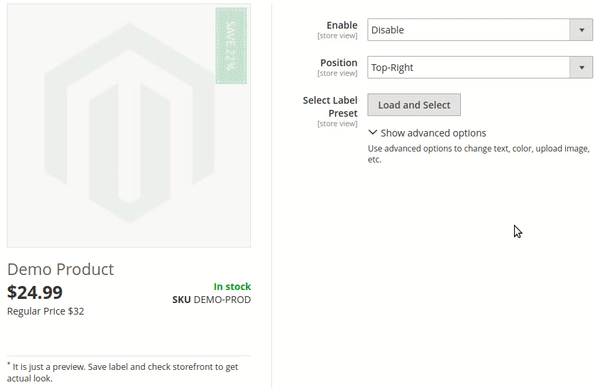 SAVE 22 %
Demo Product
$24.99
Regular Price $32
In stock
SKU DEMO-PROD
* It is just a preview. Save label and check storefront to get
actual look.
Enable
[store view]
Disable
Position
[store view]
Top-Right
Select Label
Preset
[store view]
Load and Select
Show advanced options
Use advanced options to change text, color, upload image,
etc.